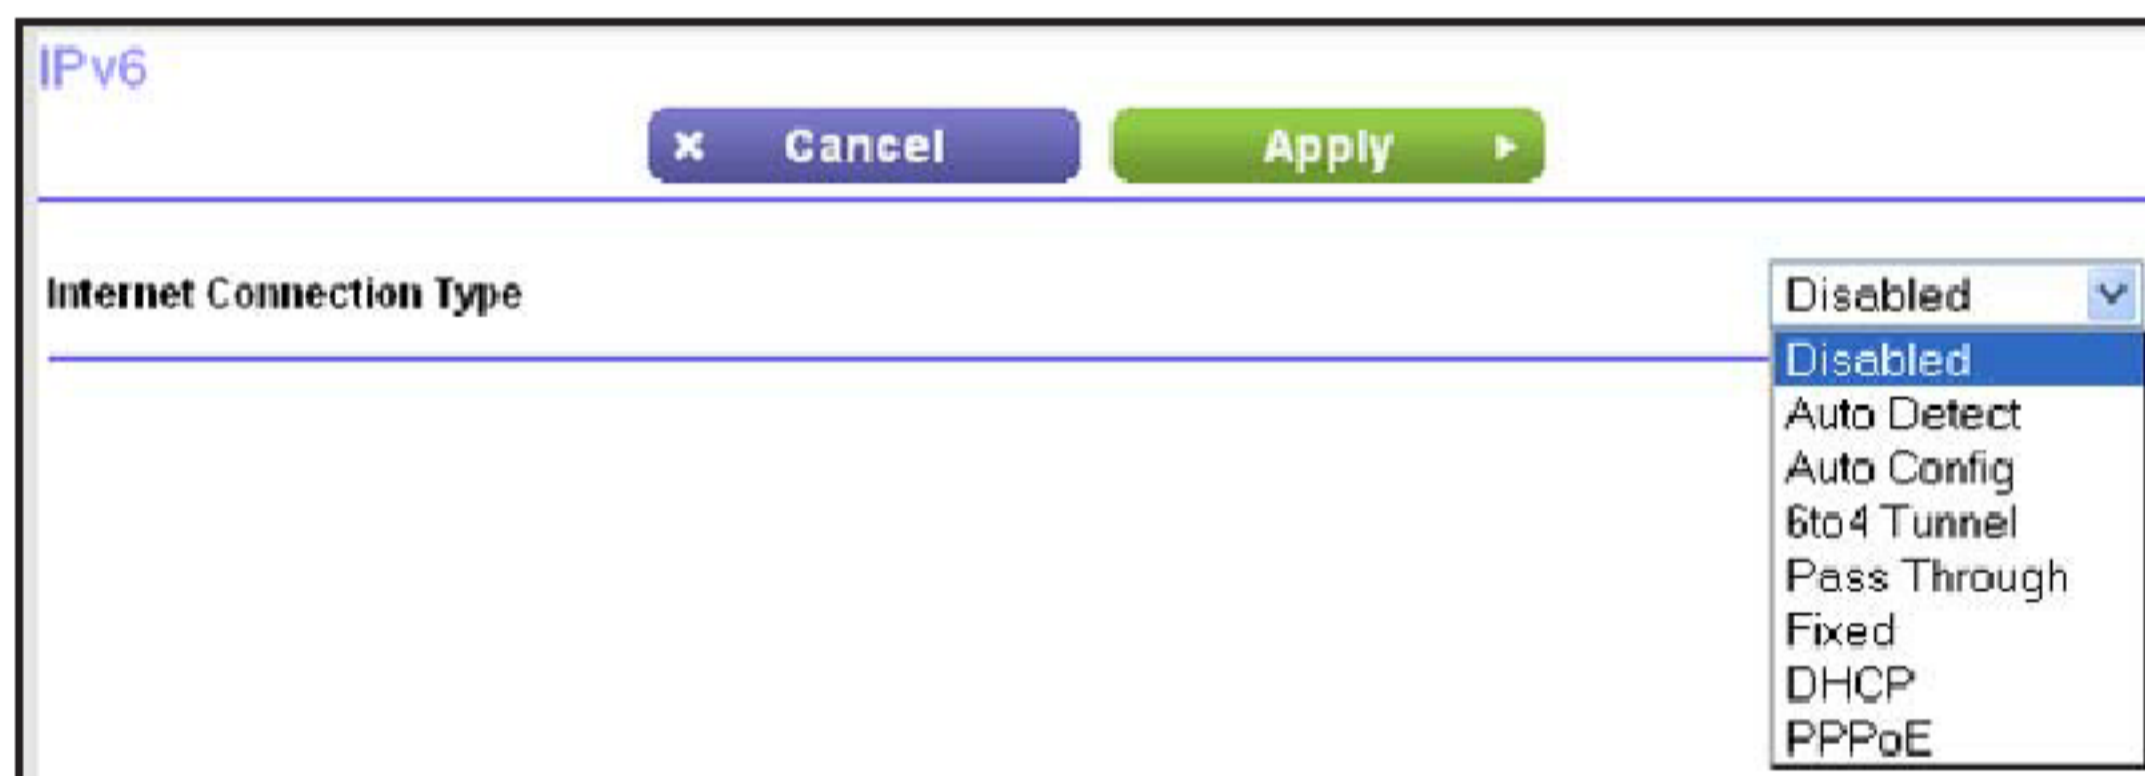 IPv6
Cancel Apply
Internet Connection Type Disabled
Disabled
Auto Detect
Auto Config
6to4 Tunnel
Pass Through
Fixed
DHCP
PPPoE